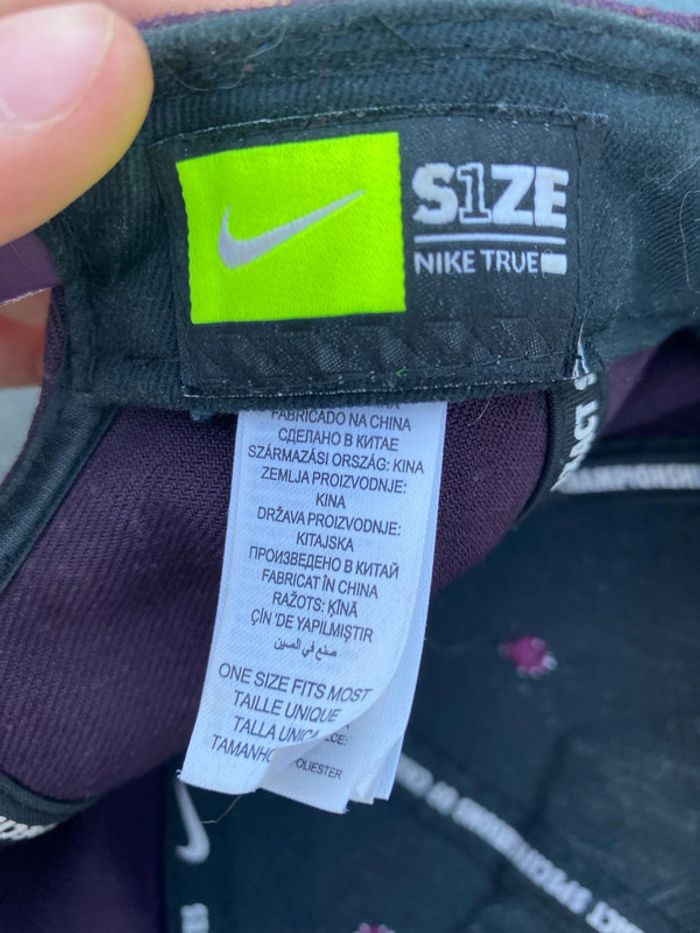 S1ZE
NIKE TRUE
FABRICADO NA CHINA
СДЕЛАНО В КИТАЕ
SZÁRMAZÁSI ORSZÁG: KINA
ZEMLJA PROIZVODNJE:
KINA
DRŽAVA PROIZVODNJE:
KITAJSKA
ПРОИЗВЕДЕНО В КИТАЙ
FABRICAT ÎN CHINA
RAŽOTS: ĶĪNĀ
ÇİN 'DE YAPILMIŞTIR
صنع في الصين
ONE SIZE FITS MOST
TAILLE UNIQUE
TALLA UNICA